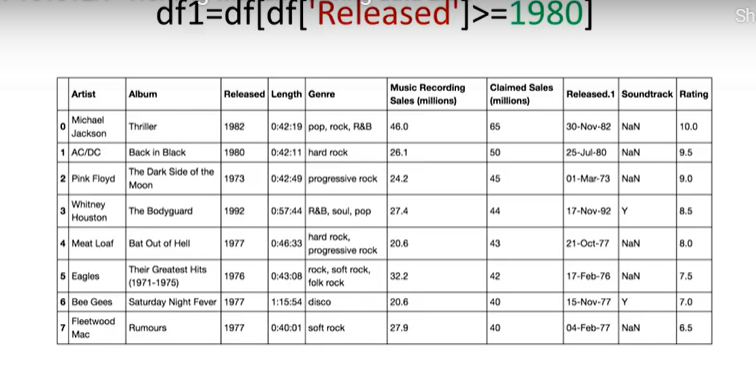 df1=df[df['Released']>=1980]
Sh
Artist Album Released Length Genre Music Recording Sales (millions) Claimed Sales (millions) Released.1 Soundtrack Rating
0 Michael Jackson Thriller 1982 0:42:19 pop, rock, R&B 46.0 65 30-Nov-82 NaN 10.0
1 AC/DC Back in Black 1980 0:42:11 hard rock 26.1 50 25-Jul-80 NaN 9.5
2 Pink Floyd The Dark Side of the Moon 1973 0:42:49 progressive rock 24.2 45 01-Mar-73 NaN 9.0
3 Whitney Houston The Bodyguard 1992 0:57:44 R&B, soul, pop 27.4 44 17-Nov-92 Y 8.5
4 Meat Loaf Bat Out of Hell 1977 0:46:33 hard rock, progressive rock 20.6 43 21-Oct-77 NaN 8.0
5 Eagles Their Greatest Hits (1971-1975) 1976 0:43:08 rock, soft rock, folk rock 32.2 42 17-Feb-76 NaN 7.5
6 Bee Gees Saturday Night Fever 1977 1:15:54 disco 20.6 40 15-Nov-77 Y 7.0
7 Fleetwood Mac Rumours 1977 0:40:01 soft rock 27.9 40 04-Feb-77 NaN 6.5